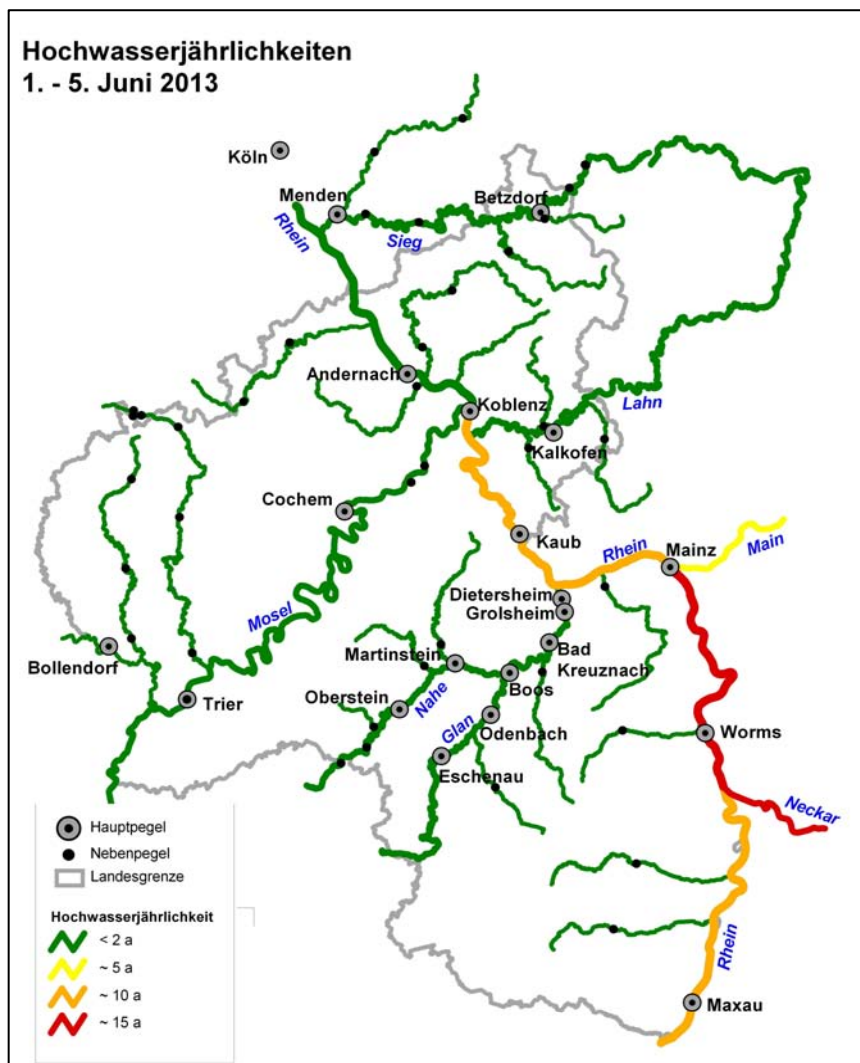 Hochwasserjährlichkeiten
1. - 5. Juni 2013
Köln
Menden
Betzdorf
Rhein
Sieg
Andernach
Koblenz
Lahn
Kalkofen
Cochem
Kaub
Rhein
Mainz
Main
Dietersheim
Grolsheim
Mosel
Bad
Kreuznach
Martinstein
Bollendorf
Boos
Trier
Oberstein
Nahe
Glan
Odenbach
Worms
Eschenau
Neckar
Hauptpegel
Nebenpegel
Landesgrenze
Hochwasserjährlichkeit
< 2 a
~ 5 a
~ 10 a
~ 15 a
Rhein
Maxau